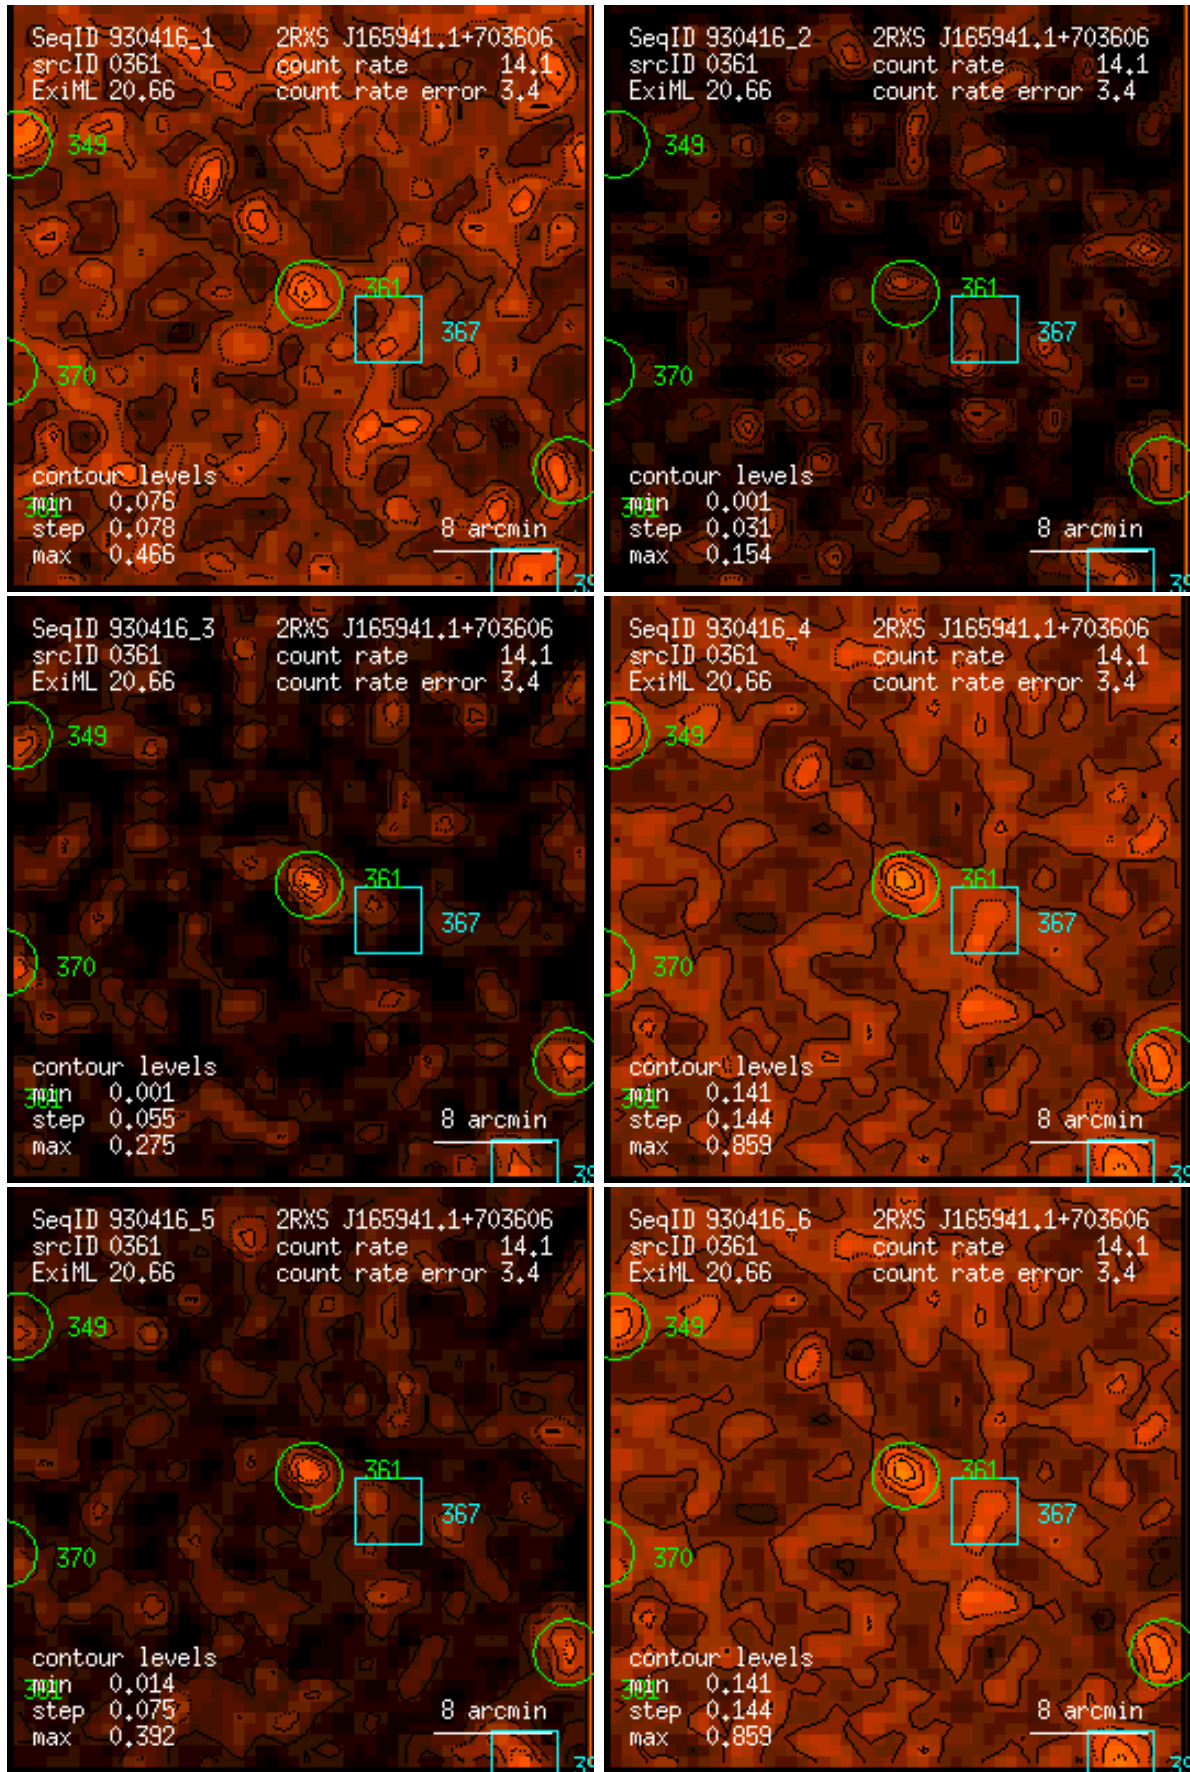 SeqID 930416_1 2RXS J165941.1+703606
srcID 0361 count rate 14.1
ExiML 20.66 count rate error 3.4
349
361
367
370
contour levels
min 0.076
step 0.078
max 0.466
8 arcmin
SeqID 930416_2 2RXS J165941.1+703606
srcID 0361 count rate 14.1
ExiML 20.66 count rate error 3.4
349
361
367
370
contour levels
min 0.001
step 0.031
max 0.154
8 arcmin
SeqID 930416_3 2RXS J165941.1+703606
srcID 0361 count rate 14.1
ExiML 20.66 count rate error 3.4
349
361
367
370
contour levels
min 0.001
step 0.055
max 0.275
8 arcmin
SeqID 930416_4 2RXS J165941.1+703606
srcID 0361 count rate 14.1
ExiML 20.66 count rate error 3.4
349
361
367
370
contour levels
min 0.141
step 0.144
max 0.859
8 arcmin
SeqID 930416_5 2RXS J165941.1+703606
srcID 0361 count rate 14.1
ExiML 20.66 count rate error 3.4
349
361
367
370
contour levels
min 0.014
step 0.075
max 0.392
8 arcmin
SeqID 930416_6 2RXS J165941.1+703606
srcID 0361 count rate 14.1
ExiML 20.66 count rate error 3.4
349
361
367
370
contour levels
min 0.141
step 0.144
max 0.859
8 arcmin